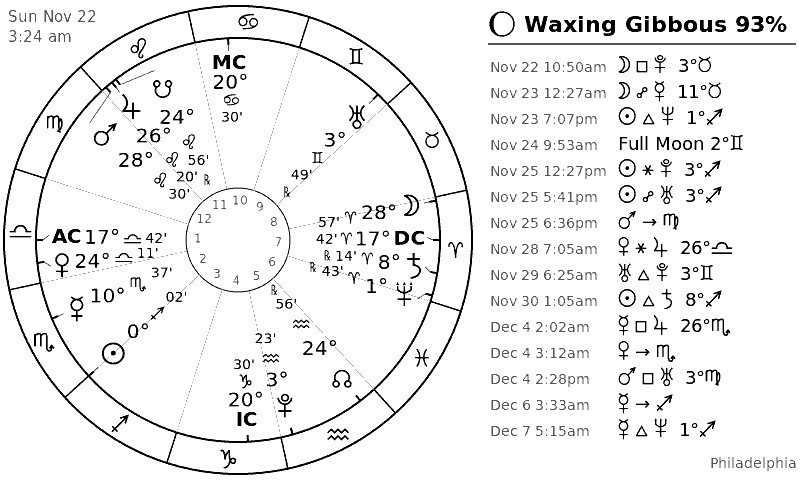 Sun Nov 22
3:24 am
MC
20°
♋
30'
☋
24°
♌
56'
℞
♃
26°
♌
20'
♂
28°
♌
30'
♅
3°
♊
49'
℞
☽ 28° ♈ 57'
DC 17° ♈ 42'
♄ 8° ♈ 14' ℞
♆ 1° ♈ 43' ℞
AC 17° ♎ 42'
♀ 24° ♎ 11'
☿ 10° ♏ 37'
☉ 0° ♐ 02'
℞
56'
♒
24°
☊
23'
♒
3°
♇
30'
♑
20°
IC
1 2 3 4 5 6 7 8 9 10 11 12
♋ ♊ ♉ ♈ ♓ ♒ ♑ ♐ ♏ ♎ ♍ ♌
Waxing Gibbous 93%
Nov 22 10:50am ☽ □ ♇ 3°♉
Nov 23 12:27am ☽ ☍ ☿ 11°♉
Nov 23 7:07pm ☉ △ ♆ 1°♐
Nov 24 9:53am Full Moon 2°♊
Nov 25 12:27pm ☉ ⚹ ♇ 3°♐
Nov 25 5:41pm ☉ ☍ ♅ 3°♐
Nov 25 6:36pm ♂ → ♍
Nov 28 7:05am ♀ ⚹ ♃ 26°♎
Nov 29 6:25am ♅ △ ♇ 3°♊
Nov 30 1:05am ☉ △ ♄ 8°♐
Dec 4 2:02am ☿ □ ♃ 26°♏
Dec 4 3:12am ♀ → ♏
Dec 4 2:28pm ♂ □ ♅ 3°♍
Dec 6 3:33am ☿ → ♐
Dec 7 5:15am ☿ △ ♆ 1°♐
Philadelphia